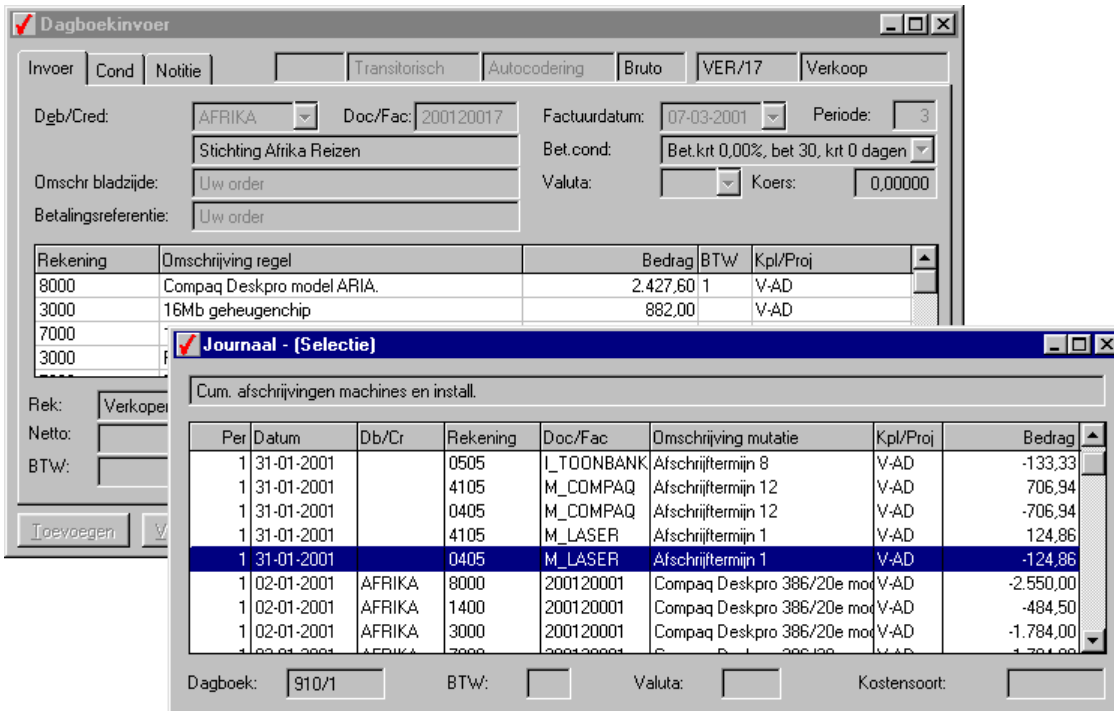 Dagboekinvoer
Invoer Cond Notitie Transitorisch Autocodering Bruto VER/17 Verkoop
Deb/Cred: AFRIKA Doc/Fac: 200120017 Factuurdatum: 07-03-2001 Periode: 3
Stichting Afrika Reizen Bet.cond: Bet.krt 0,00%, bet 30, krt 0 dagen
Omschr bladzijde: Uw order Valuta: Koers: 0,00000
Betalingsreferentie: Uw order
Rekening Omschrijving regel Bedrag BTW Kpl/Proj
8000 Compaq Deskpro model ARIA. 2.427,60 1 V-AD
3000 16Mb geheugenchip 882,00 V-AD
7000
3000
Rek: Verkopen
Netto:
BTW:
Toevoegen
Journaal - (Selectie)
Cum. afschrijvingen machines en install.
Per Datum Db/Cr Rekening Doc/Fac Omschrijving mutatie Kpl/Proj Bedrag
1 31-01-2001 0505 I_TOONBANK Afschrijftermijn 8 V-AD -133,33
1 31-01-2001 4105 M_COMPAQ Afschrijftermijn 12 V-AD 706,94
1 31-01-2001 0405 M_COMPAQ Afschrijftermijn 12 V-AD -706,94
1 31-01-2001 4105 M_LASER Afschrijftermijn 1 V-AD 124,86
1 31-01-2001 0405 M_LASER Afschrijftermijn 1 V-AD -124,86
1 02-01-2001 AFRIKA 8000 200120001 Compaq Deskpro 386/20e mod V-AD -2.550,00
1 02-01-2001 AFRIKA 1400 200120001 Compaq Deskpro 386/20e mod V-AD -484,50
1 02-01-2001 AFRIKA 3000 200120001 Compaq Deskpro 386/20e mod V-AD -1.784,00
Dagboek: 910/1 BTW: Valuta: Kostensoort: